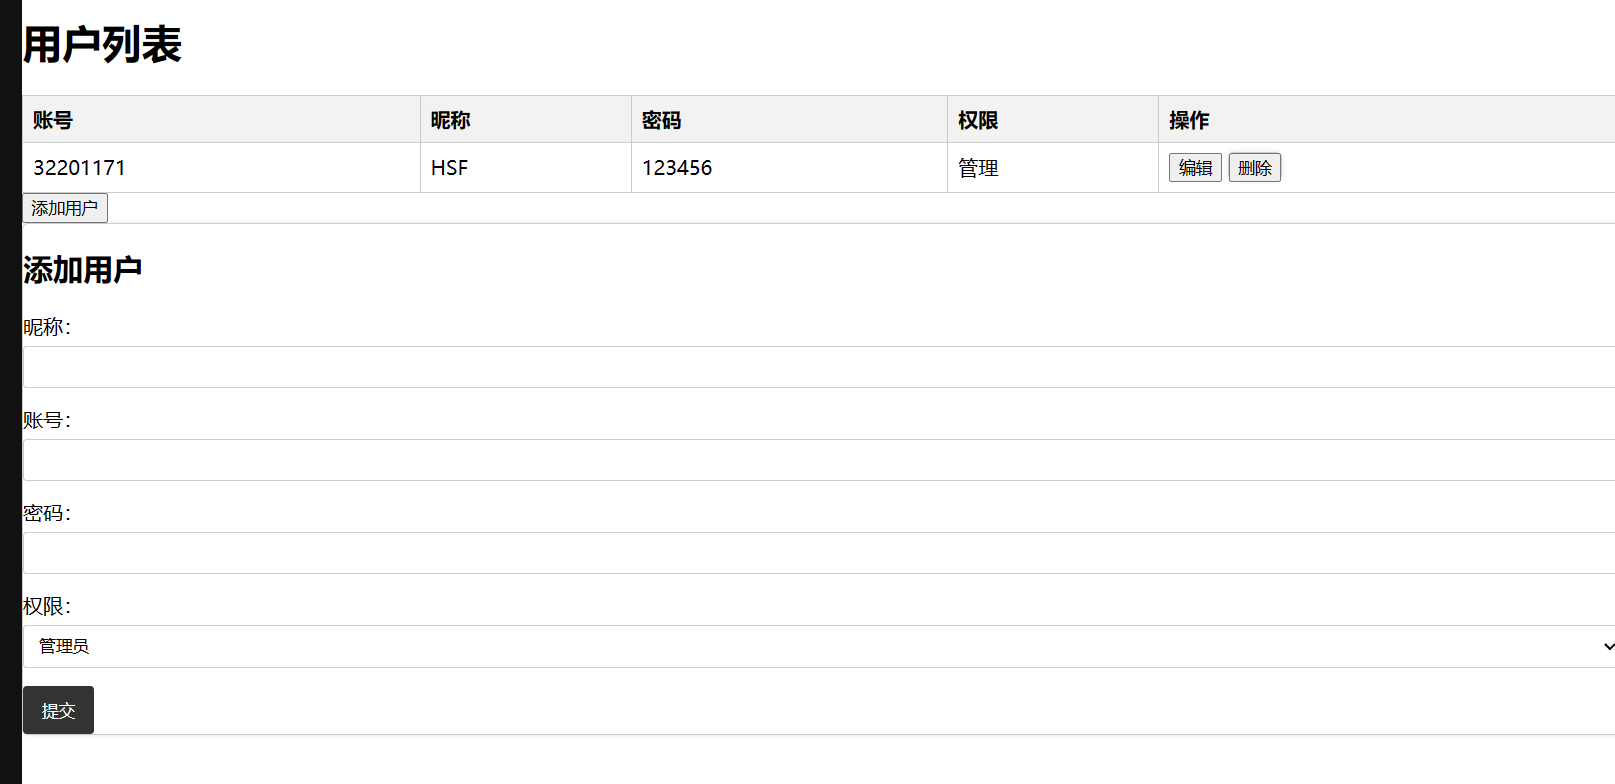 用户列表
账号 昵称 密码 权限 操作
32201171 HSF 123456 管理 编辑 删除
添加用户
添加用户
昵称：
账号：
密码：
权限：
管理员
提交